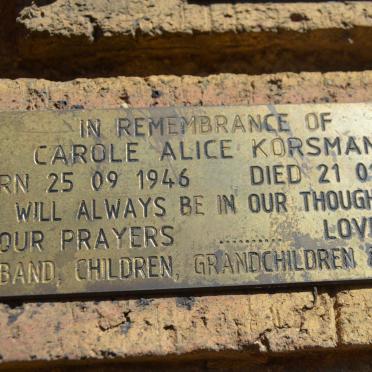 IN REMEMBRANCE OF
CAROLE ALICE KORSMAN
RN 25 09 1946 DIED 21 0
WILL ALWAYS BE IN OUR THOUGH
OUR PRAYERS .......... LOV
BAND, CHILDREN, GRANDCHILDREN